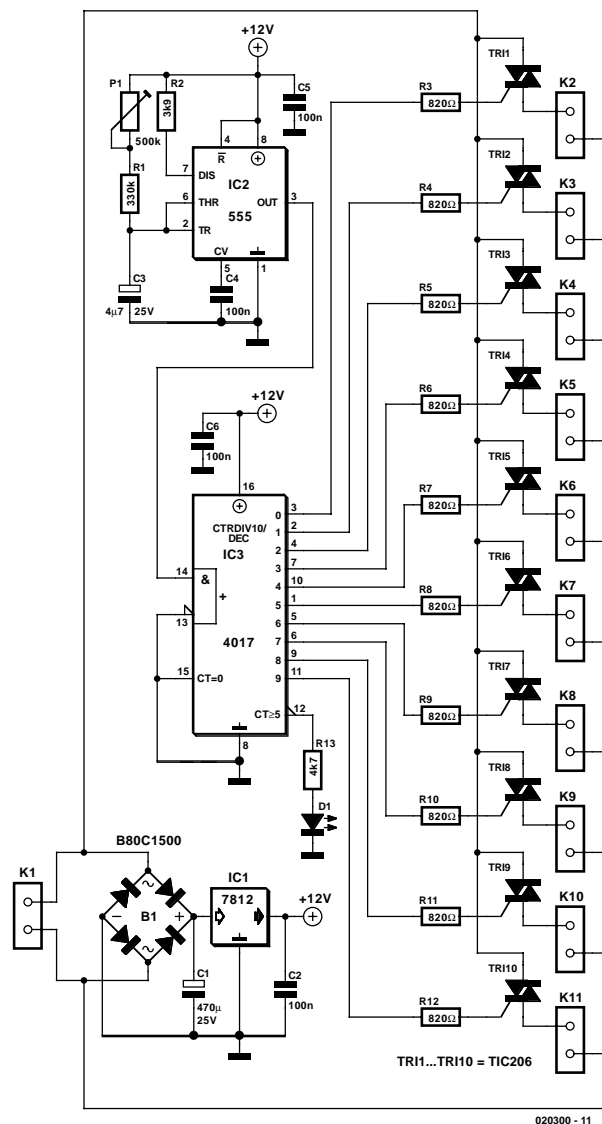 +12V
P1
R2
3k9
C5
100n
500k
R1
330k
4
8
R
7
DIS
IC2
6
THR
OUT
3
555
2
TR
CV
5
1
C3
4µ7
25V
C4
100n
+12V
C6
100n
16
CTRDIV10/
DEC
IC3
14
&
+
13
4017
15
CT=0
0
3
1
2
2
4
3
7
4
10
5
1
6
5
7
6
8
9
9
11
CT≥5
12
8
R13
4k7
D1
B80C1500
K1
~
–
B1
+
~
IC1
7812
+12V
C1
470µ
25V
C2
100n
R3
820Ω
TRI1
K2
R4
820Ω
TRI2
K3
R5
820Ω
TRI3
K4
R6
820Ω
TRI4
K5
R7
820Ω
TRI5
K6
R8
820Ω
TRI6
K7
R9
820Ω
TRI7
K8
R10
820Ω
TRI8
K9
R11
820Ω
TRI9
K10
R12
820Ω
TRI10
K11
TRI1...TRI10 = TIC206
020300 - 11